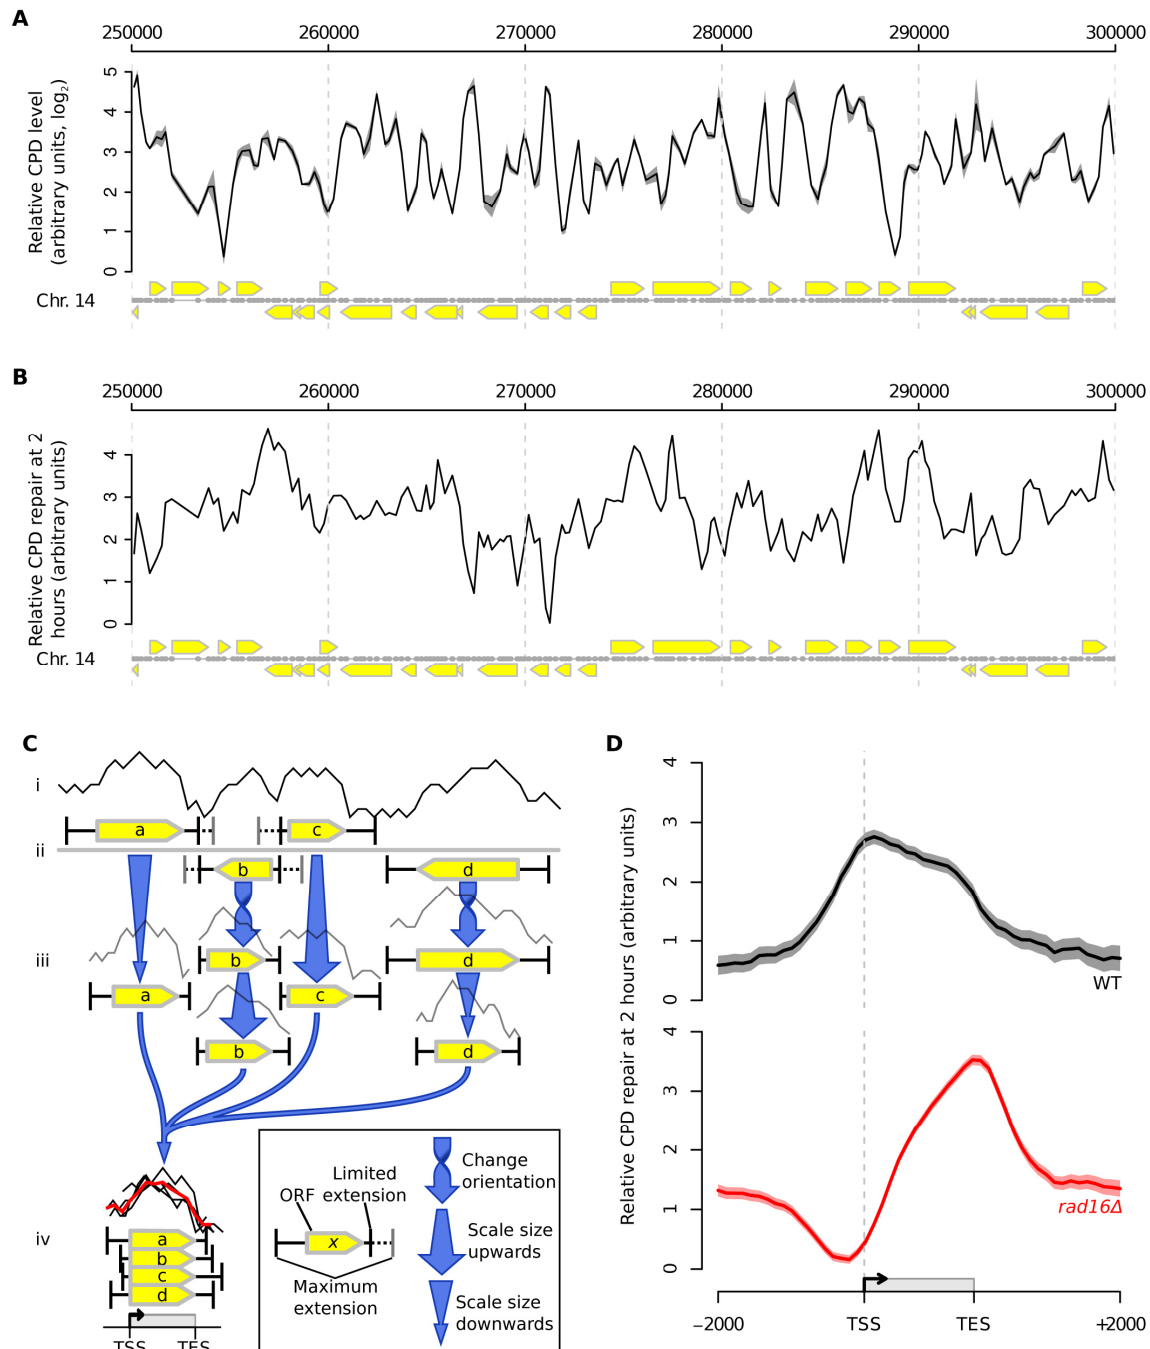 A
250000 260000 270000 280000 290000 300000
Relative CPD level
(arbitrary units, log₂)
5
4
3
2
1
0
Chr. 14
B
250000 260000 270000 280000 290000 300000
Relative CPD repair at 2
hours (arbitrary units)
4
3
2
1
0
Chr. 14
C
i
a
c
ii
b
d
iii
b
d
a
c
b
d
iv
a
b
c
d
TSS TES
Limited
ORF extension
x
Maximum
extension
Change
orientation
Scale size
upwards
Scale size
downwards
D
Relative CPD repair at 2 hours (arbitrary units)
4
3
2
1
0
WT
4
3
2
1
0
rad16Δ
−2000 TSS TES +2000